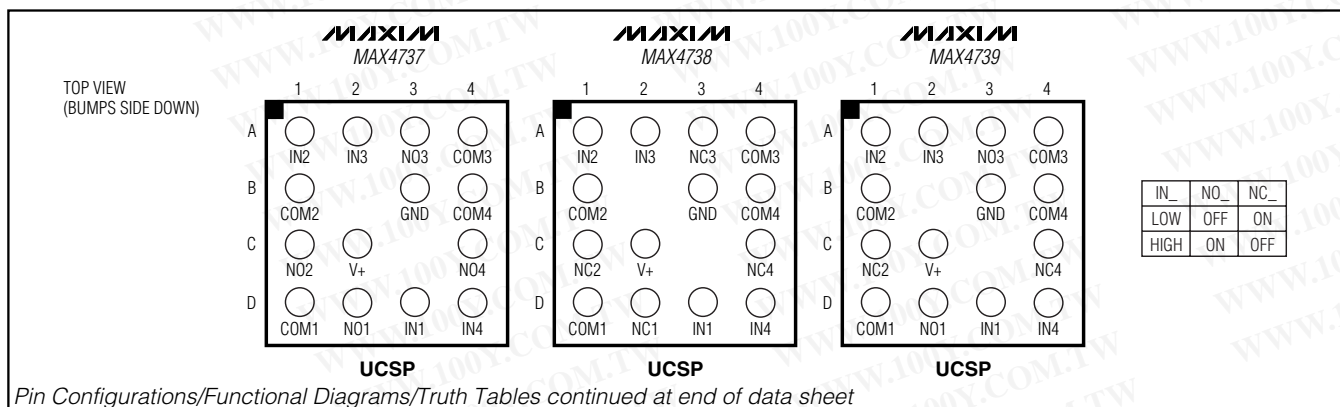 MAXIM MAXIM MAXIM
MAX4737 MAX4738 MAX4739
TOP VIEW
(BUMPS SIDE DOWN)
1 2 3 4 1 2 3 4 1 2 3 4
A A A
IN2 IN3 NO3 COM3 IN2 IN3 NC3 COM3 IN2 IN3 NO3 COM3
B B B
COM2 GND COM4 COM2 GND COM4 COM2 GND COM4
C C C
NO2 V+ NO4 NC2 V+ NC4 NC2 V+ NC4
D D D
COM1 NO1 IN1 IN4 COM1 NC1 IN1 IN4 COM1 NO1 IN1 IN4
UCSP UCSP UCSP
IN_ NO_ NC_
LOW OFF ON
HIGH ON OFF
Pin Configurations/Functional Diagrams/Truth Tables continued at end of data sheet
WWW.100Y.COM.TW